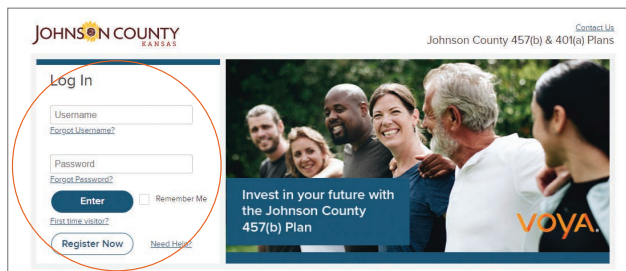 JOHNSON COUNTY
KANSAS
Contact Us
Johnson County 457(b) & 401(a) Plans
Log In
Username
Forgot Username?
Password
Forgot Password?
Enter
Remember Me
First time visitor?
Register Now
Need Help?
Invest in your future with
the Johnson County
457(b) Plan
VOYA.